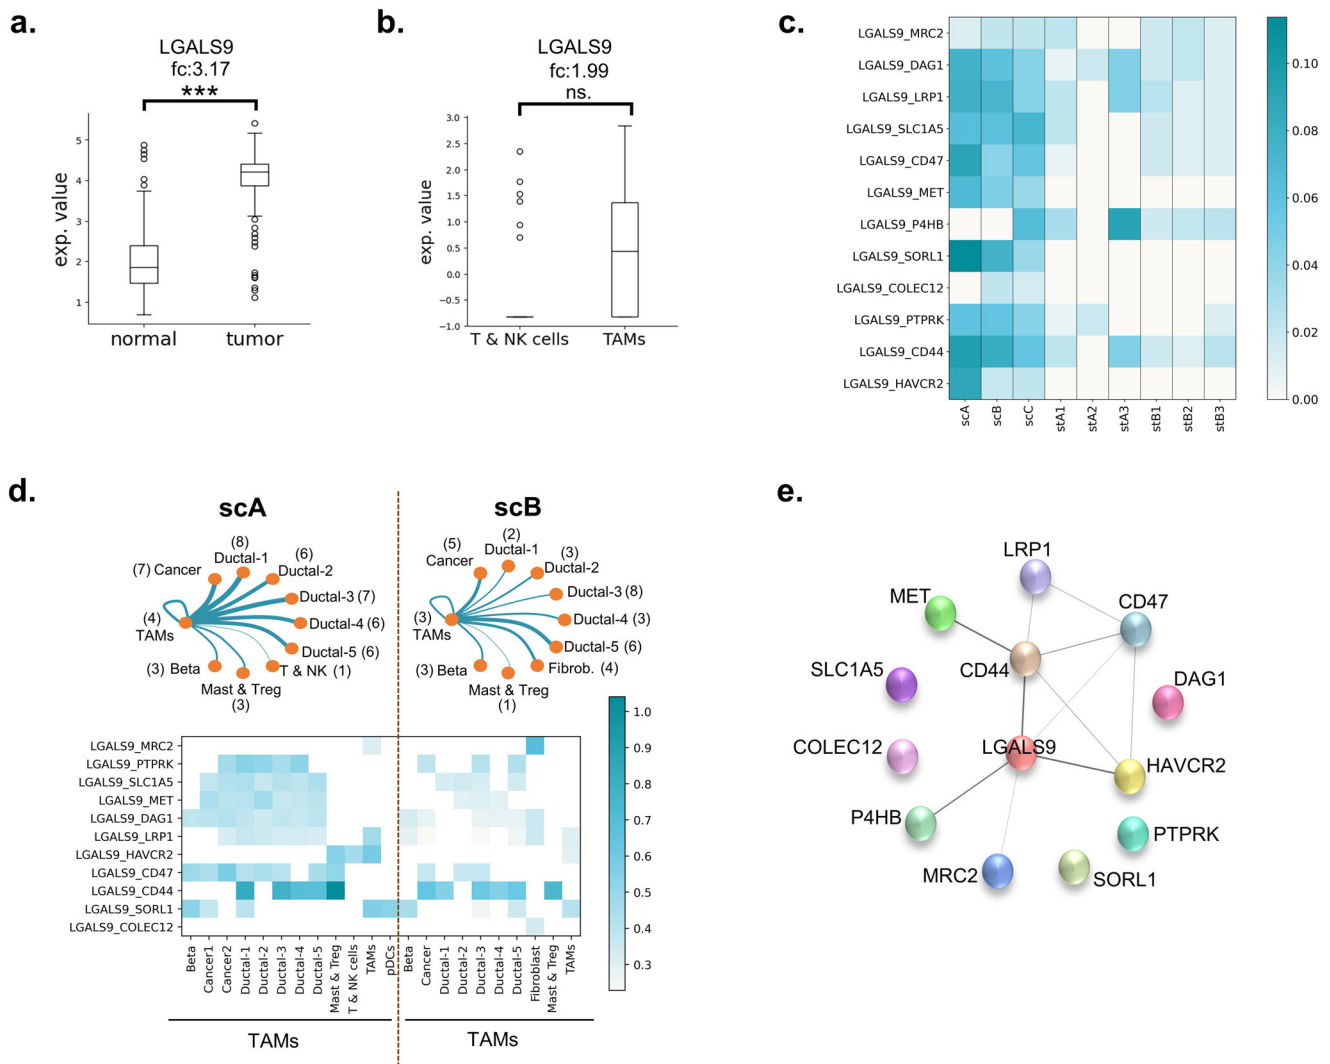 a.
LGALS9
fc:3.17
***
exp. value
5
4
3
2
1
normal
tumor
b.
LGALS9
fc:1.99
ns.
exp. value
3.0
2.5
2.0
1.5
1.0
0.5
0.0
−0.5
−1.0
T & NK cells
TAMs
c.
LGALS9_MRC2
LGALS9_DAG1
LGALS9_LRP1
LGALS9_SLC1A5
LGALS9_CD47
LGALS9_MET
LGALS9_P4HB
LGALS9_SORL1
LGALS9_COLEC12
LGALS9_PTPRK
LGALS9_CD44
LGALS9_HAVCR2
scA
scB
scC
stA1
stA2
stA3
stB1
stB2
stB3
0.10
0.08
0.06
0.04
0.02
0.00
d.
scA
(8)
Ductal-1
(6)
Ductal-2
(7) Cancer
Ductal-3 (7)
(4)
TAMs
Ductal-4 (6)
Ductal-5 (6)
(3) Beta
T & NK (1)
Mast & Treg
(3)
scB
(2)
Ductal-1
(5)
Cancer
(3)
Ductal-2
Ductal-3 (8)
(3)
TAMs
Ductal-4 (3)
Ductal-5 (6)
(3) Beta
Fibrob. (4)
Mast & Treg
(1)
LGALS9_MRC2
LGALS9_PTPRK
LGALS9_SLC1A5
LGALS9_MET
LGALS9_DAG1
LGALS9_LRP1
LGALS9_HAVCR2
LGALS9_CD47
LGALS9_CD44
LGALS9_SORL1
LGALS9_COLEC12
Beta
Cancer1
Cancer2
Ductal-1
Ductal-2
Ductal-3
Ductal-4
Ductal-5
Mast & Treg
T & NK cells
TAMs
pDCs
Beta
Cancer
Ductal-1
Ductal-2
Ductal-3
Ductal-4
Ductal-5
Fibroblast
Mast & Treg
TAMs
TAMs
TAMs
1.0
0.9
0.8
0.7
0.6
0.5
0.4
0.3
e.
LRP1
MET
CD47
CD44
SLC1A5
DAG1
COLEC12
LGALS9
HAVCR2
P4HB
PTPRK
MRC2
SORL1